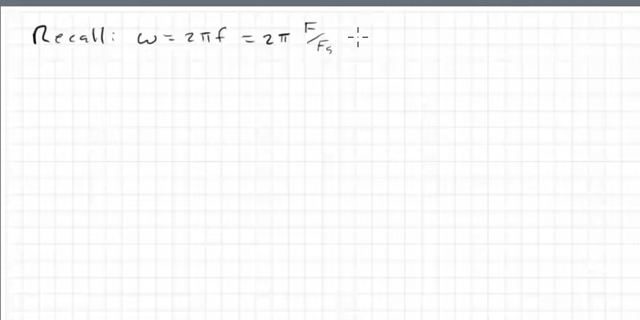 Recall: ω = 2πf = 2π F/Fs